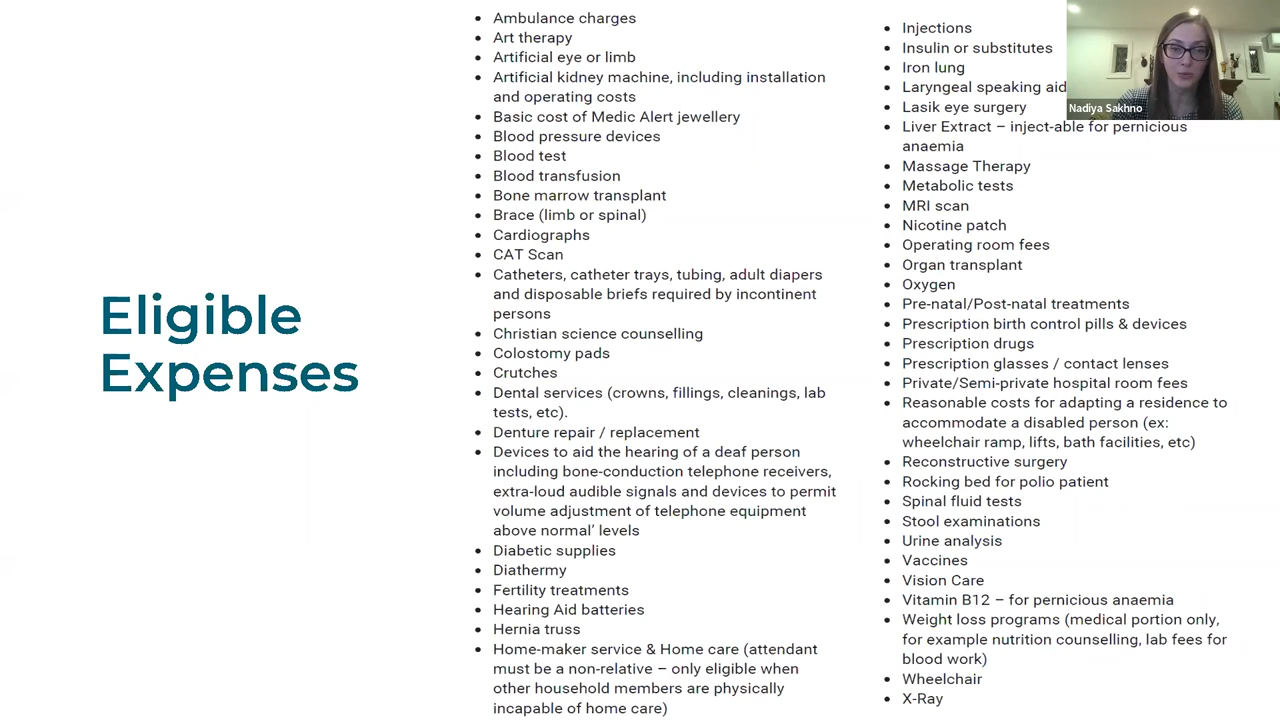 Eligible
Expenses
• Ambulance charges
• Art therapy
• Artificial eye or limb
• Artificial kidney machine, including installation
and operating costs
• Basic cost of Medic Alert jewellery
• Blood pressure devices
• Blood test
• Blood transfusion
• Bone marrow transplant
• Brace (limb or spinal)
• Cardiographs
• CAT Scan
• Catheters, catheter trays, tubing, adult diapers
and disposable briefs required by incontinent
persons
• Christian science counselling
• Colostomy pads
• Crutches
• Dental services (crowns, fillings, cleanings, lab
tests, etc).
• Denture repair / replacement
• Devices to aid the hearing of a deaf person
including bone-conduction telephone receivers,
extra-loud audible signals and devices to permit
volume adjustment of telephone equipment
above normal’ levels
• Diabetic supplies
• Diathermy
• Fertility treatments
• Hearing Aid batteries
• Hernia truss
• Home-maker service & Home care (attendant
must be a non-relative – only eligible when
other household members are physically
incapable of home care)
• Injections
• Insulin or substitutes
• Iron lung
• Laryngeal speaking aid
• Lasik eye surgery
• Liver Extract – inject-able for pernicious
anaemia
• Massage Therapy
• Metabolic tests
• MRI scan
• Nicotine patch
• Operating room fees
• Organ transplant
• Oxygen
• Pre-natal/Post-natal treatments
• Prescription birth control pills & devices
• Prescription drugs
• Prescription glasses / contact lenses
• Private/Semi-private hospital room fees
• Reasonable costs for adapting a residence to
accommodate a disabled person (ex:
wheelchair ramp, lifts, bath facilities, etc)
• Reconstructive surgery
• Rocking bed for polio patient
• Spinal fluid tests
• Stool examinations
• Urine analysis
• Vaccines
• Vision Care
• Vitamin B12 – for pernicious anaemia
• Weight loss programs (medical portion only,
for example nutrition counselling, lab fees for
blood work)
• Wheelchair
• X-Ray
Nadiya Sakhno